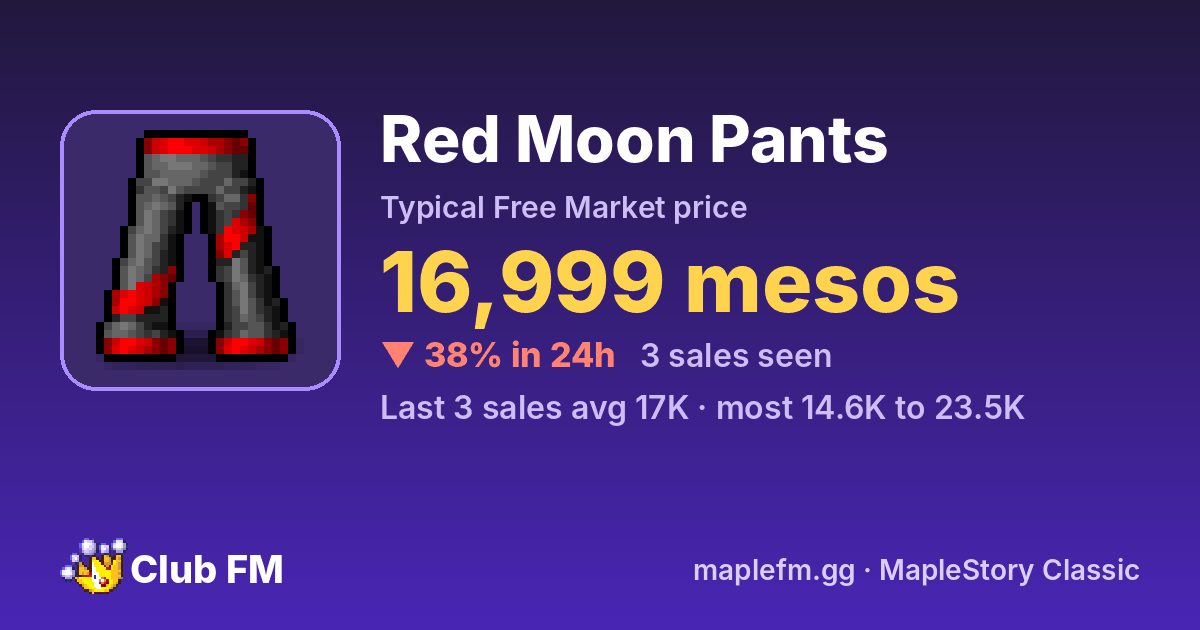 Red Moon Pants
Typical Free Market price
16,999 mesos
▼ 38% in 24h 3 sales seen
Last 3 sales avg 17K · most 14.6K to 23.5K
Club FM
maplefm.gg · MapleStory Classic